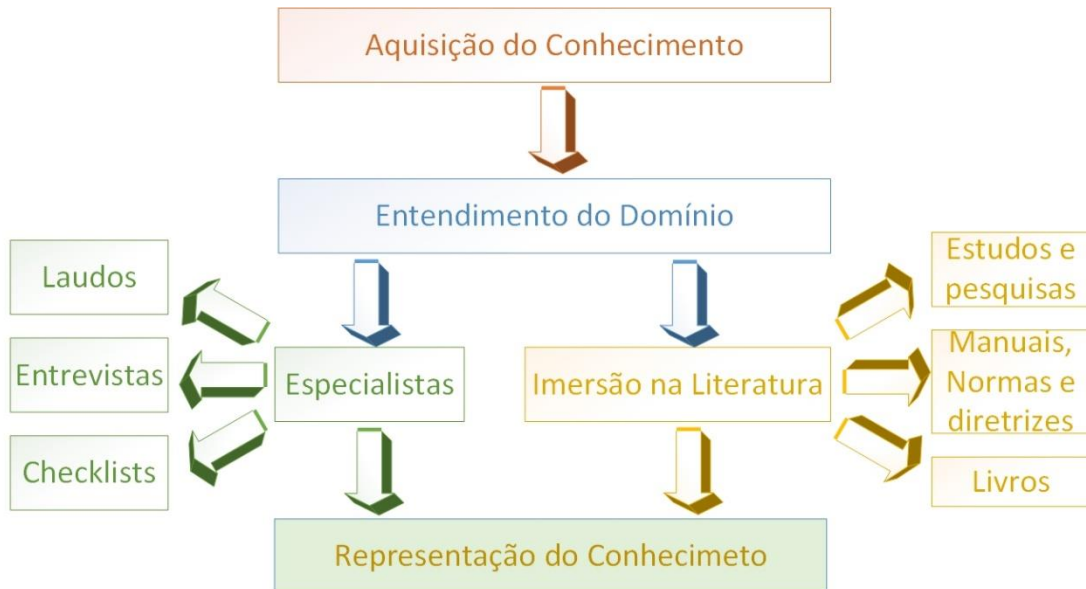 Aquisição do Conhecimento
Entendimento do Domínio
Laudos
Entrevistas
Checklists
Especialistas
Imersão na Literatura
Estudos e
pesquisas
Manuais,
Normas e
diretrizes
Livros
Representação do Conhecimeto